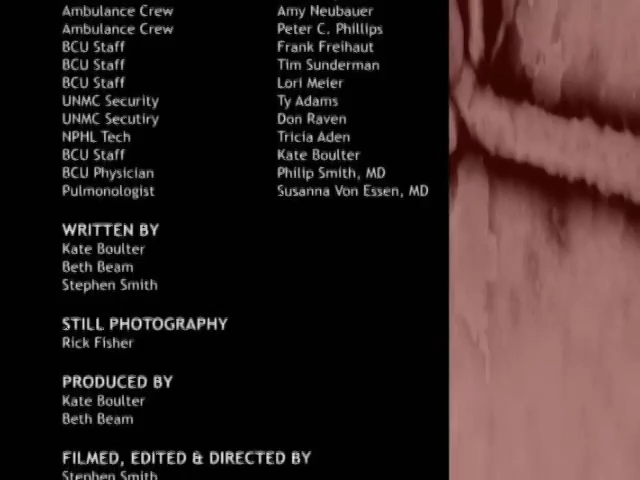 Ambulance Crew Amy Neubauer
Ambulance Crew Peter C. Phillips
BCU Staff Frank Freihaut
BCU Staff Tim Sunderman
BCU Staff Lori Meier
UNMC Security Ty Adams
UNMC Secutiry Don Raven
NPHL Tech Tricia Aden
BCU Staff Kate Boulter
BCU Physician Philip Smith, MD
Pulmonologist Susanna Von Essen, MD
WRITTEN BY
Kate Boulter
Beth Beam
Stephen Smith
STILL PHOTOGRAPHY
Rick Fisher
PRODUCED BY
Kate Boulter
Beth Beam
FILMED, EDITED & DIRECTED BY
Stephen Smith